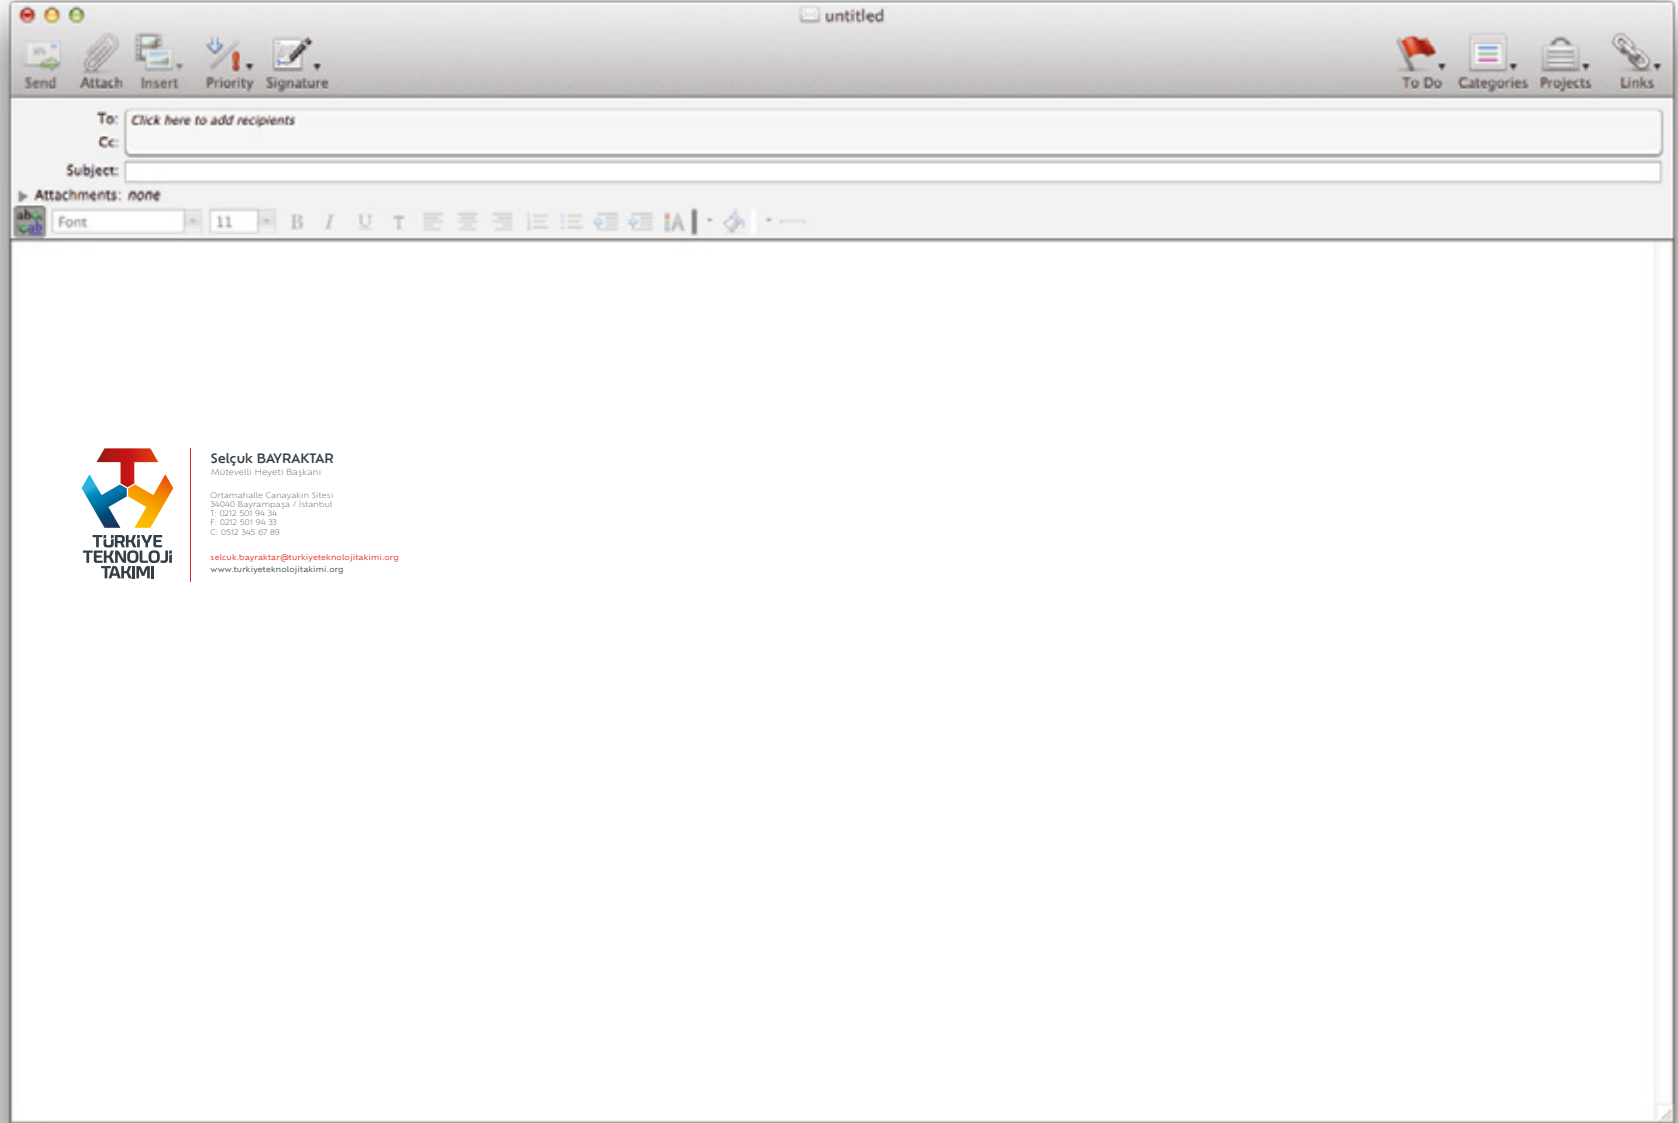 untitled
Send Attach Insert Priority Signature To Do Categories Projects Links
To: Click here to add recipients
Cc:
Subject:
Attachments: none
Font 11 B I U T A
TÜRKİYE
TEKNOLOJİ
TAKIMI
Selçuk BAYRAKTAR
Mütevelli Heyeti Başkanı
Ortamahalle Canayakın Sitesi
34040 Bayrampaşa / İstanbul
T: 0212 501 94 34
F: 0212 501 94 33
C: 0512 345 67 89
selcuk.bayraktar@turkiyeteknolojitakimi.org
www.turkiyeteknolojitakimi.org